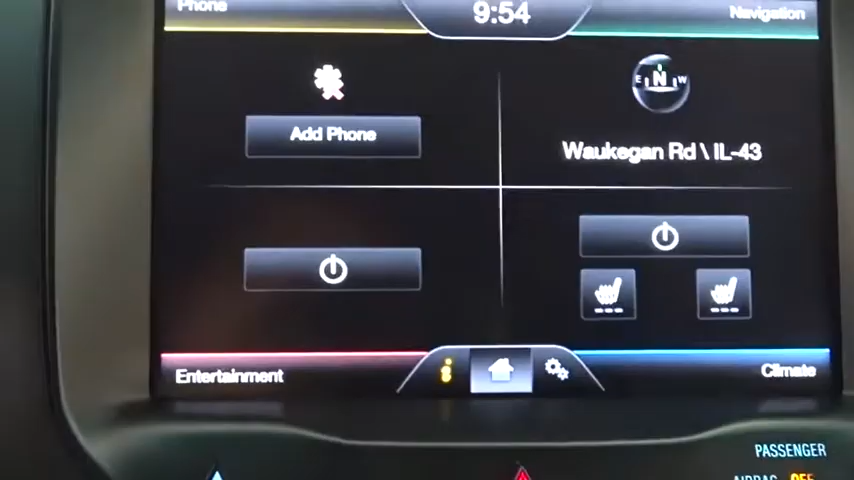 Phone
9:54
Navigation
E N W
Add Phone
Waukegan Rd \ IL-43
Entertainment
i
Climate
PASSENGER
AIRBAG OFF